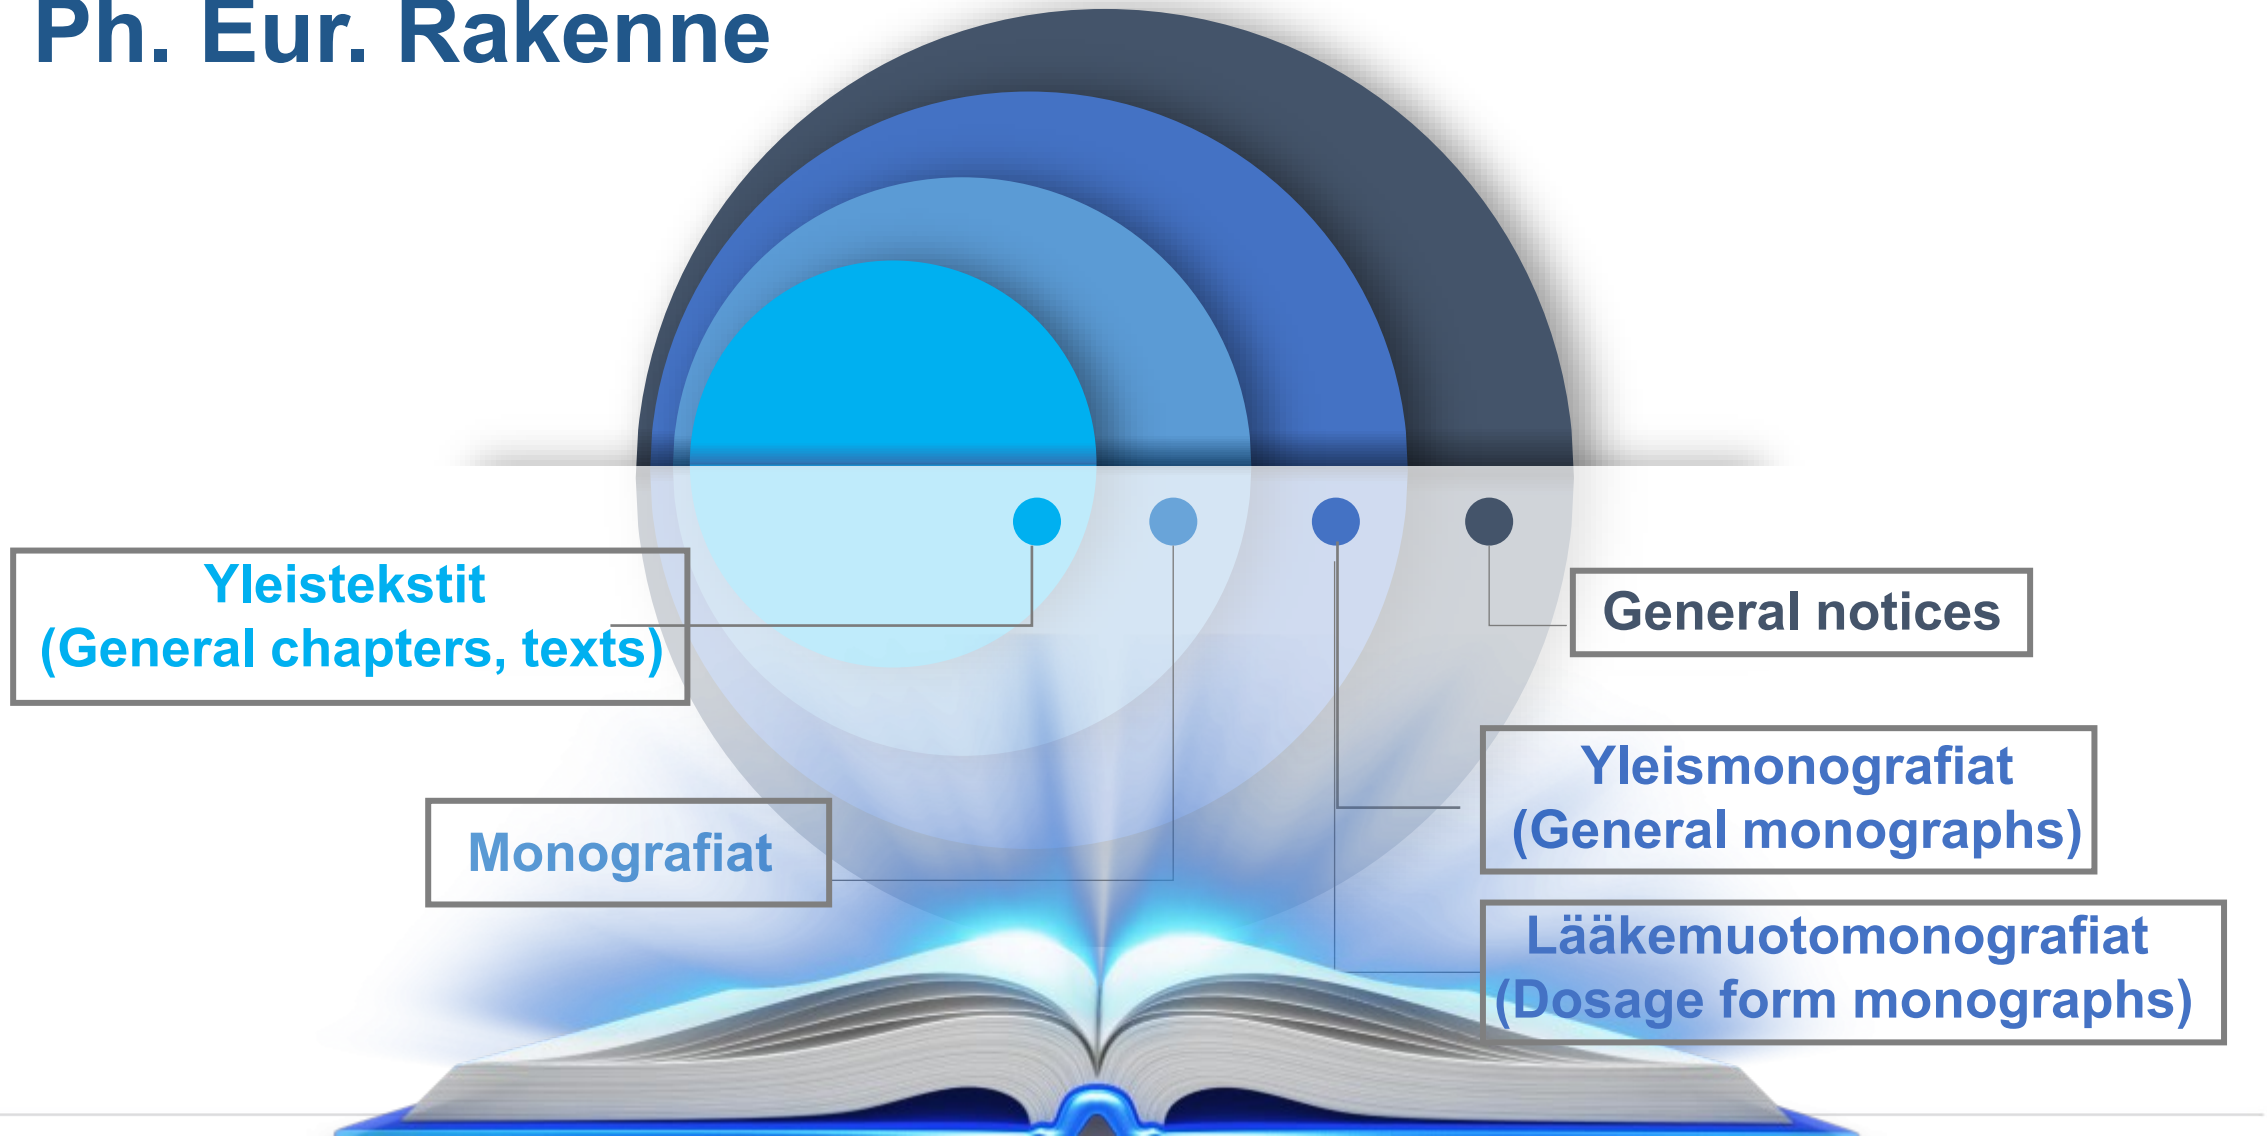 Ph. Eur. Rakenne
Yleistekstit
(General chapters, texts)
General notices
Yleismonografiat
(General monographs)
Monografiat
Lääkemuotomonografiat
(Dosage form monographs)